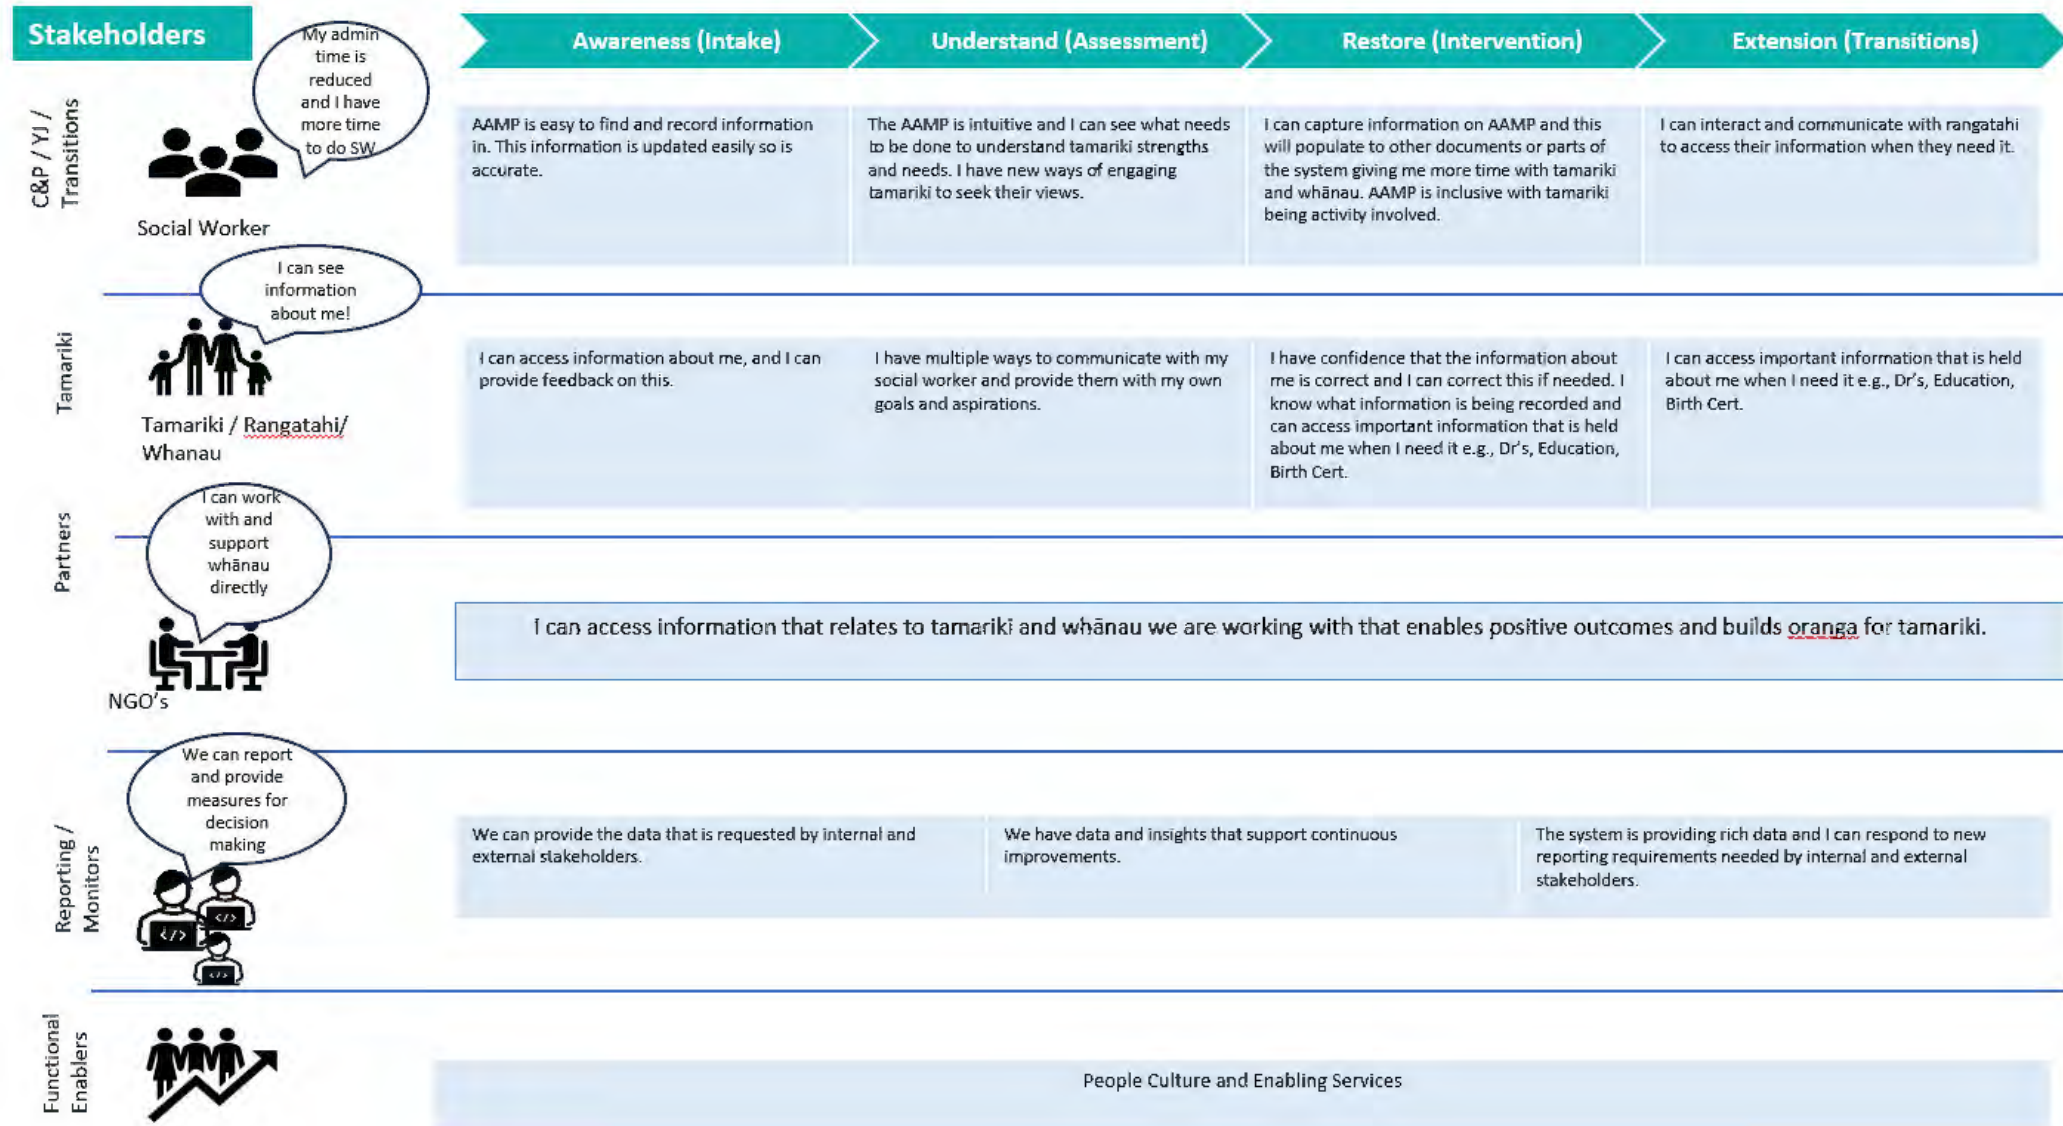 Stakeholders
Awareness (Intake)
Understand (Assessment)
Restore (Intervention)
Extension (Transitions)
C&P / YJ /
Transitions
My admin
time is
reduced
and I have
more time
to do SW
Social Worker
AAMP is easy to find and record information
in. This information is updated easily so is
accurate.
The AAMP is intuitive and I can see what needs
to be done to understand tamariki strengths
and needs. I have new ways of engaging
tamariki to seek their views.
I can capture information on AAMP and this
will populate to other documents or parts of
the system giving me more time with tamariki
and whānau. AAMP is inclusive with tamariki
being activity involved.
I can interact and communicate with rangatahi
to access their information when they need it.
Tamariki
I can see
information
about me!
Tamariki / Rangatahi/
Whanau
I can access information about me, and I can
provide feedback on this.
I have multiple ways to communicate with my
social worker and provide them with my own
goals and aspirations.
I have confidence that the information about
me is correct and I can correct this if needed. I
know what information is being recorded and
can access important information that is held
about me when I need it e.g., Dr's, Education,
Birth Cert.
I can access important information that is held
about me when I need it e.g., Dr's, Education,
Birth Cert.
Partners
I can work
with and
support
whānau
directly
NGO's
I can access information that relates to tamariki and whānau we are working with that enables positive outcomes and builds oranga for tamariki.
Reporting /
Monitors
We can report
and provide
measures for
decision
making
</>
</>
</>
We can provide the data that is requested by internal and
external stakeholders.
We have data and insights that support continuous
improvements.
The system is providing rich data and I can respond to new
reporting requirements needed by internal and external
stakeholders.
Functional
Enablers
People Culture and Enabling Services